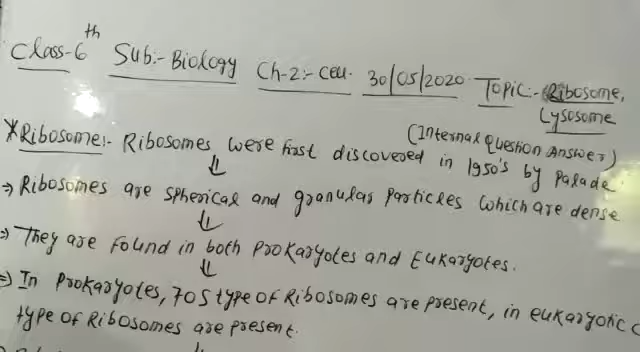 Class-6th Sub:- Biology Ch-2:- Cell. 30/05/2020 Topic:- Ribosome,
Lysosome
(Internal Question Answer)
*Ribosome:- Ribosomes were first discovered in 1950's by Palade.
⇓
⇒ Ribosomes are spherical and granular particles which are dense
⇓
⇒ They are found in both Prokaryotes and Eukaryotes.
⇓
⇒ In Prokaryotes, 70S type of Ribosomes are present, in eukaryotic
type of Ribosomes are present.